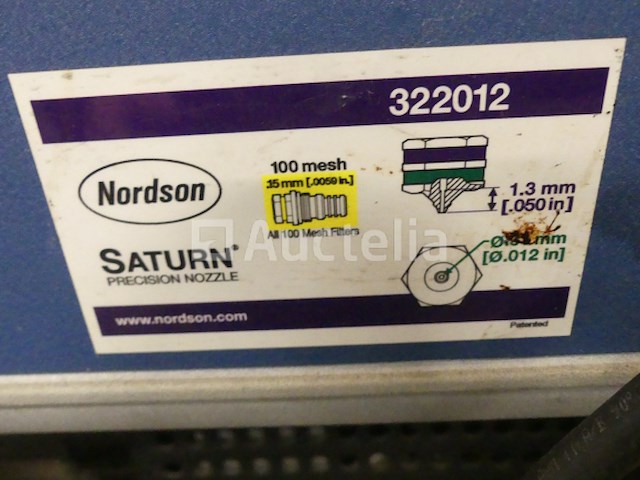 322012
Nordson
100 mesh
.15 mm [.0059 in.]
All 100 Mesh Filters
1.3 mm
[.050 in]
SATURN®
PRECISION NOZZLE
mm
[Ø.012 in]
Auctelia
www.nordson.com
Patented